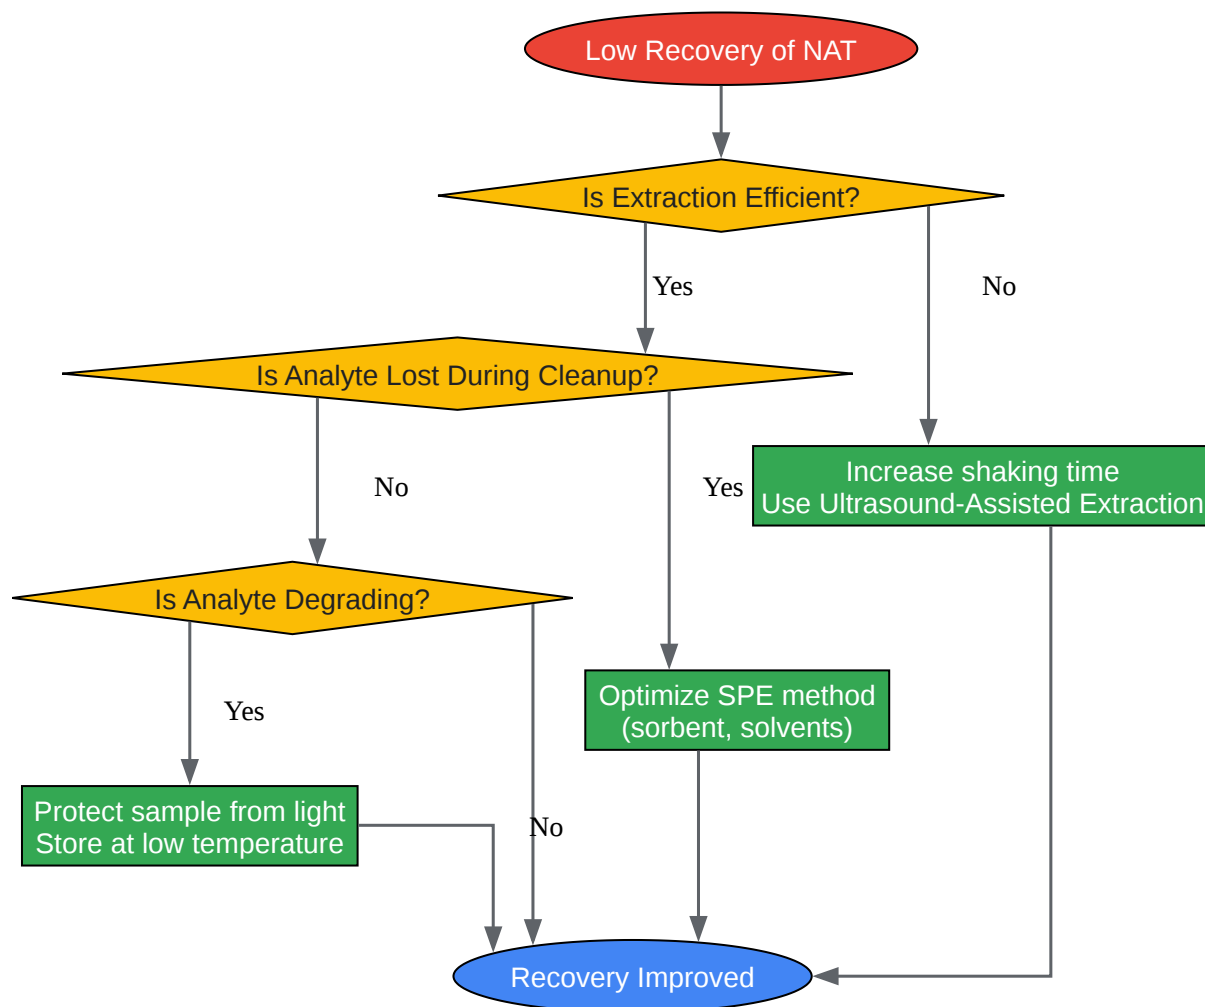 Low Recovery of NAT
Is Extraction Efficient?
Yes
No
Is Analyte Lost During Cleanup?
Increase shaking time
Use Ultrasound-Assisted Extraction
No
Yes
Is Analyte Degrading?
Optimize SPE method
(sorbent, solvents)
Yes
Protect sample from light
Store at low temperature
No
Recovery Improved